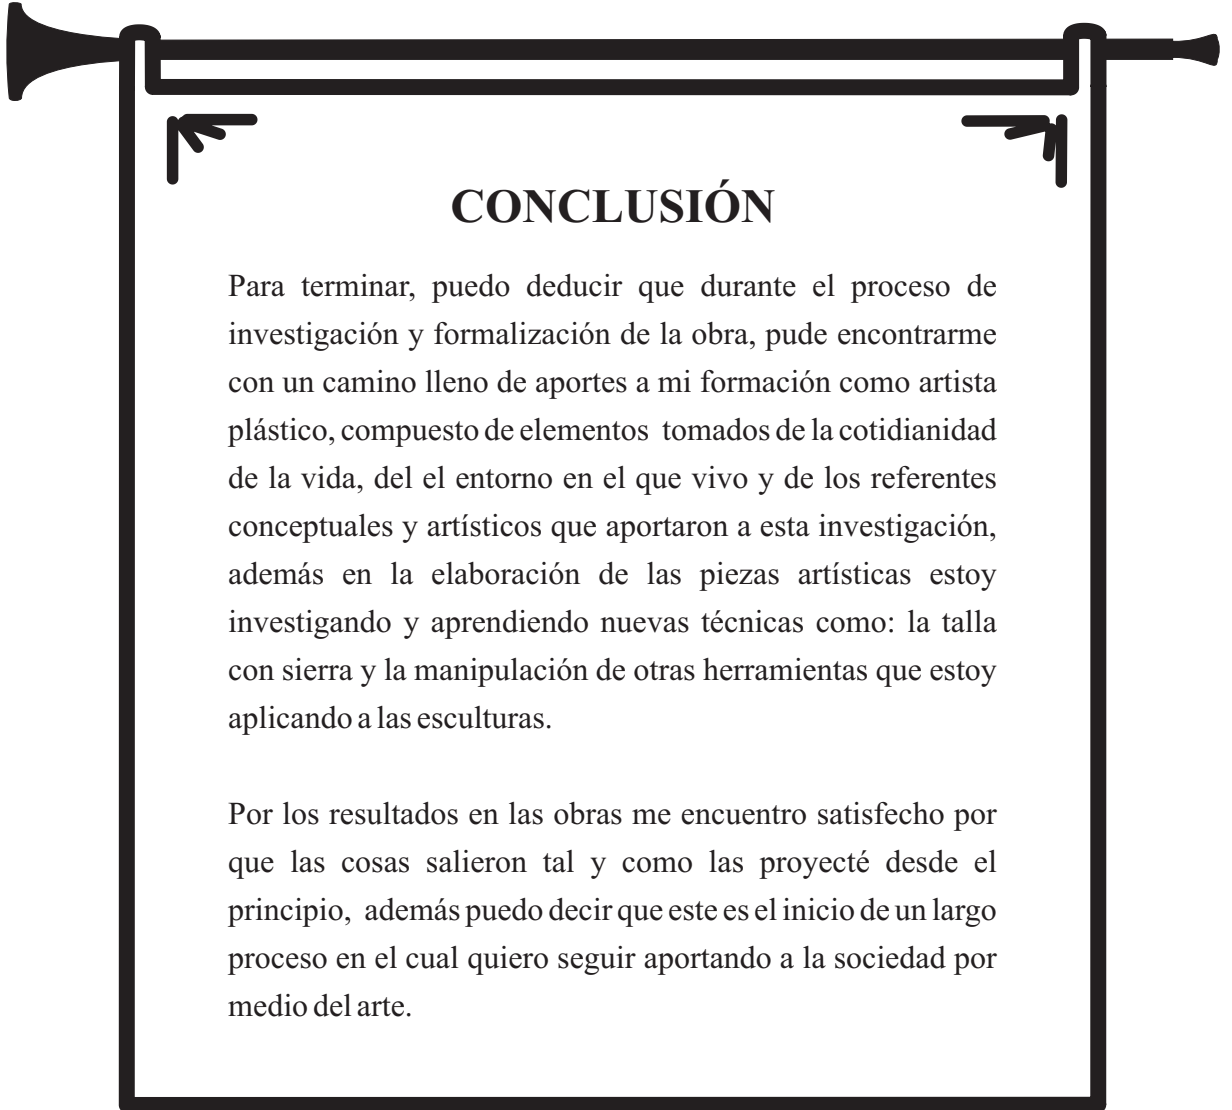 CONCLUSIÓN
Para terminar, puedo deducir que durante el proceso de
investigación y formalización de la obra, pude encontrarme
con un camino lleno de aportes a mi formación como artista
plástico, compuesto de elementos tomados de la cotidianidad
de la vida, del el entorno en el que vivo y de los referentes
conceptuales y artísticos que aportaron a esta investigación,
además en la elaboración de las piezas artísticas estoy
investigando y aprendiendo nuevas técnicas como: la talla
con sierra y la manipulación de otras herramientas que estoy
aplicando a las esculturas.
Por los resultados en las obras me encuentro satisfecho por
que las cosas salieron tal y como las proyecté desde el
principio, además puedo decir que este es el inicio de un largo
proceso en el cual quiero seguir aportando a la sociedad por
medio del arte.